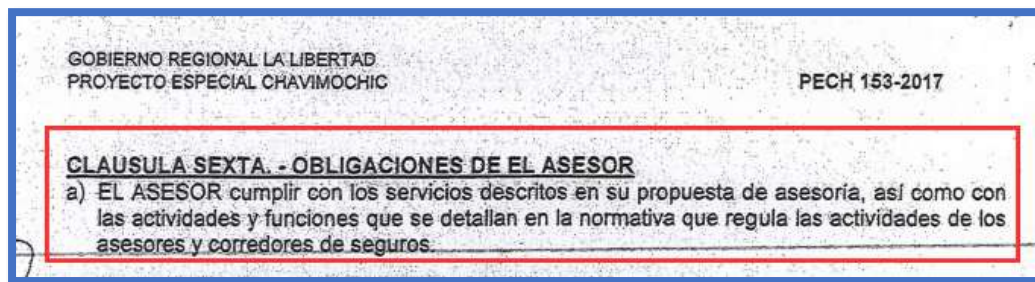 GOBIERNO REGIONAL LA LIBERTAD
PROYECTO ESPECIAL CHAVIMOCHIC
PECH 153-2017
CLAUSULA SEXTA. - OBLIGACIONES DE EL ASESOR
a) EL ASESOR cumplir con los servicios descritos en su propuesta de asesoría, así como con
las actividades y funciones que se detallan en la normativa que regula las actividades de los
asesores y corredores de seguros.